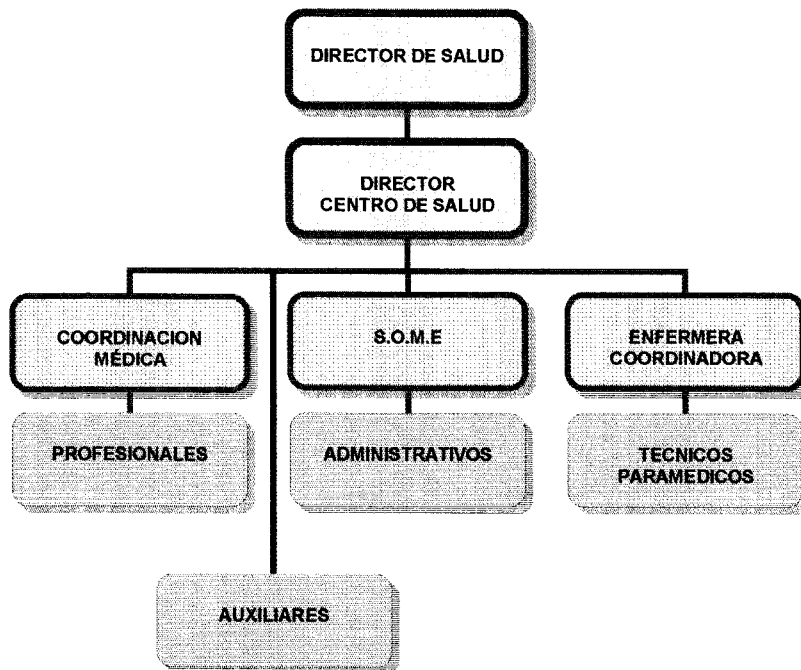 DIRECTOR DE SALUD
DIRECTOR
CENTRO DE SALUD
COORDINACION
MÉDICA
S.O.M.E
ENFERMERA
COORDINADORA
PROFESIONALES
ADMINISTRATIVOS
TECNICOS
PARAMEDICOS
AUXILIARES